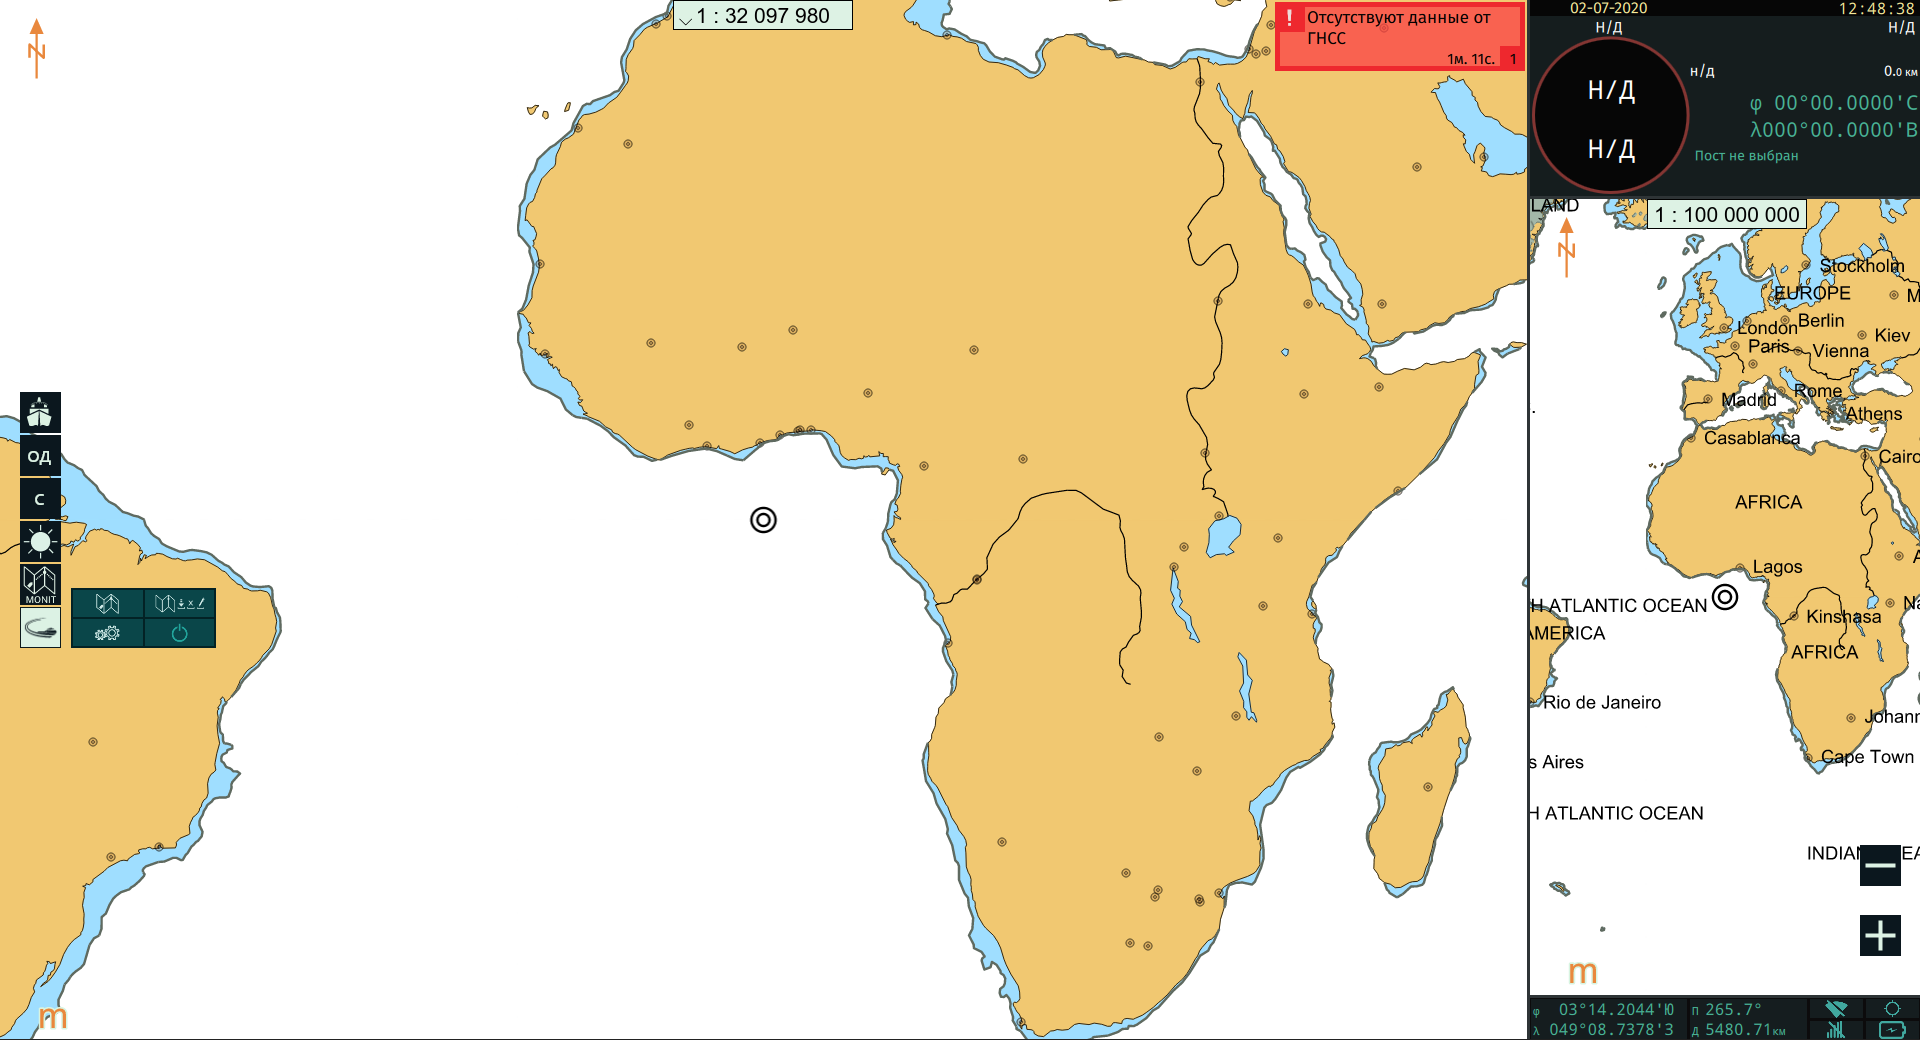 1 : 32 097 980
Отсутствуют данные от
ГНСС
1м. 11с.
1
02-07-2020
12:48:38
Н/Д
Н/Д
Н/Д
Н/Д
Н/Д
0.0 км
φ 00°00.0000'С
λ000°00.0000'В
Пост не выбран
ОД
С
MONIT
m
LAND
1 : 100 000 000
Stockholm
EUROPE
M
Berlin
London
Kiev
Paris
Vienna
Rome
Madrid
Athens
Casablanca
Cairo
AFRICA
A
Lagos
Na
H ATLANTIC OCEAN
Kinshasa
AMERICA
AFRICA
Rio de Janeiro
Johann
Cape Town
s Aires
H ATLANTIC OCEAN
INDIAN
EA
m
φ 03°14.2044'Ю
П 265.7°
λ 049°08.7378'З
Д 5480.71км